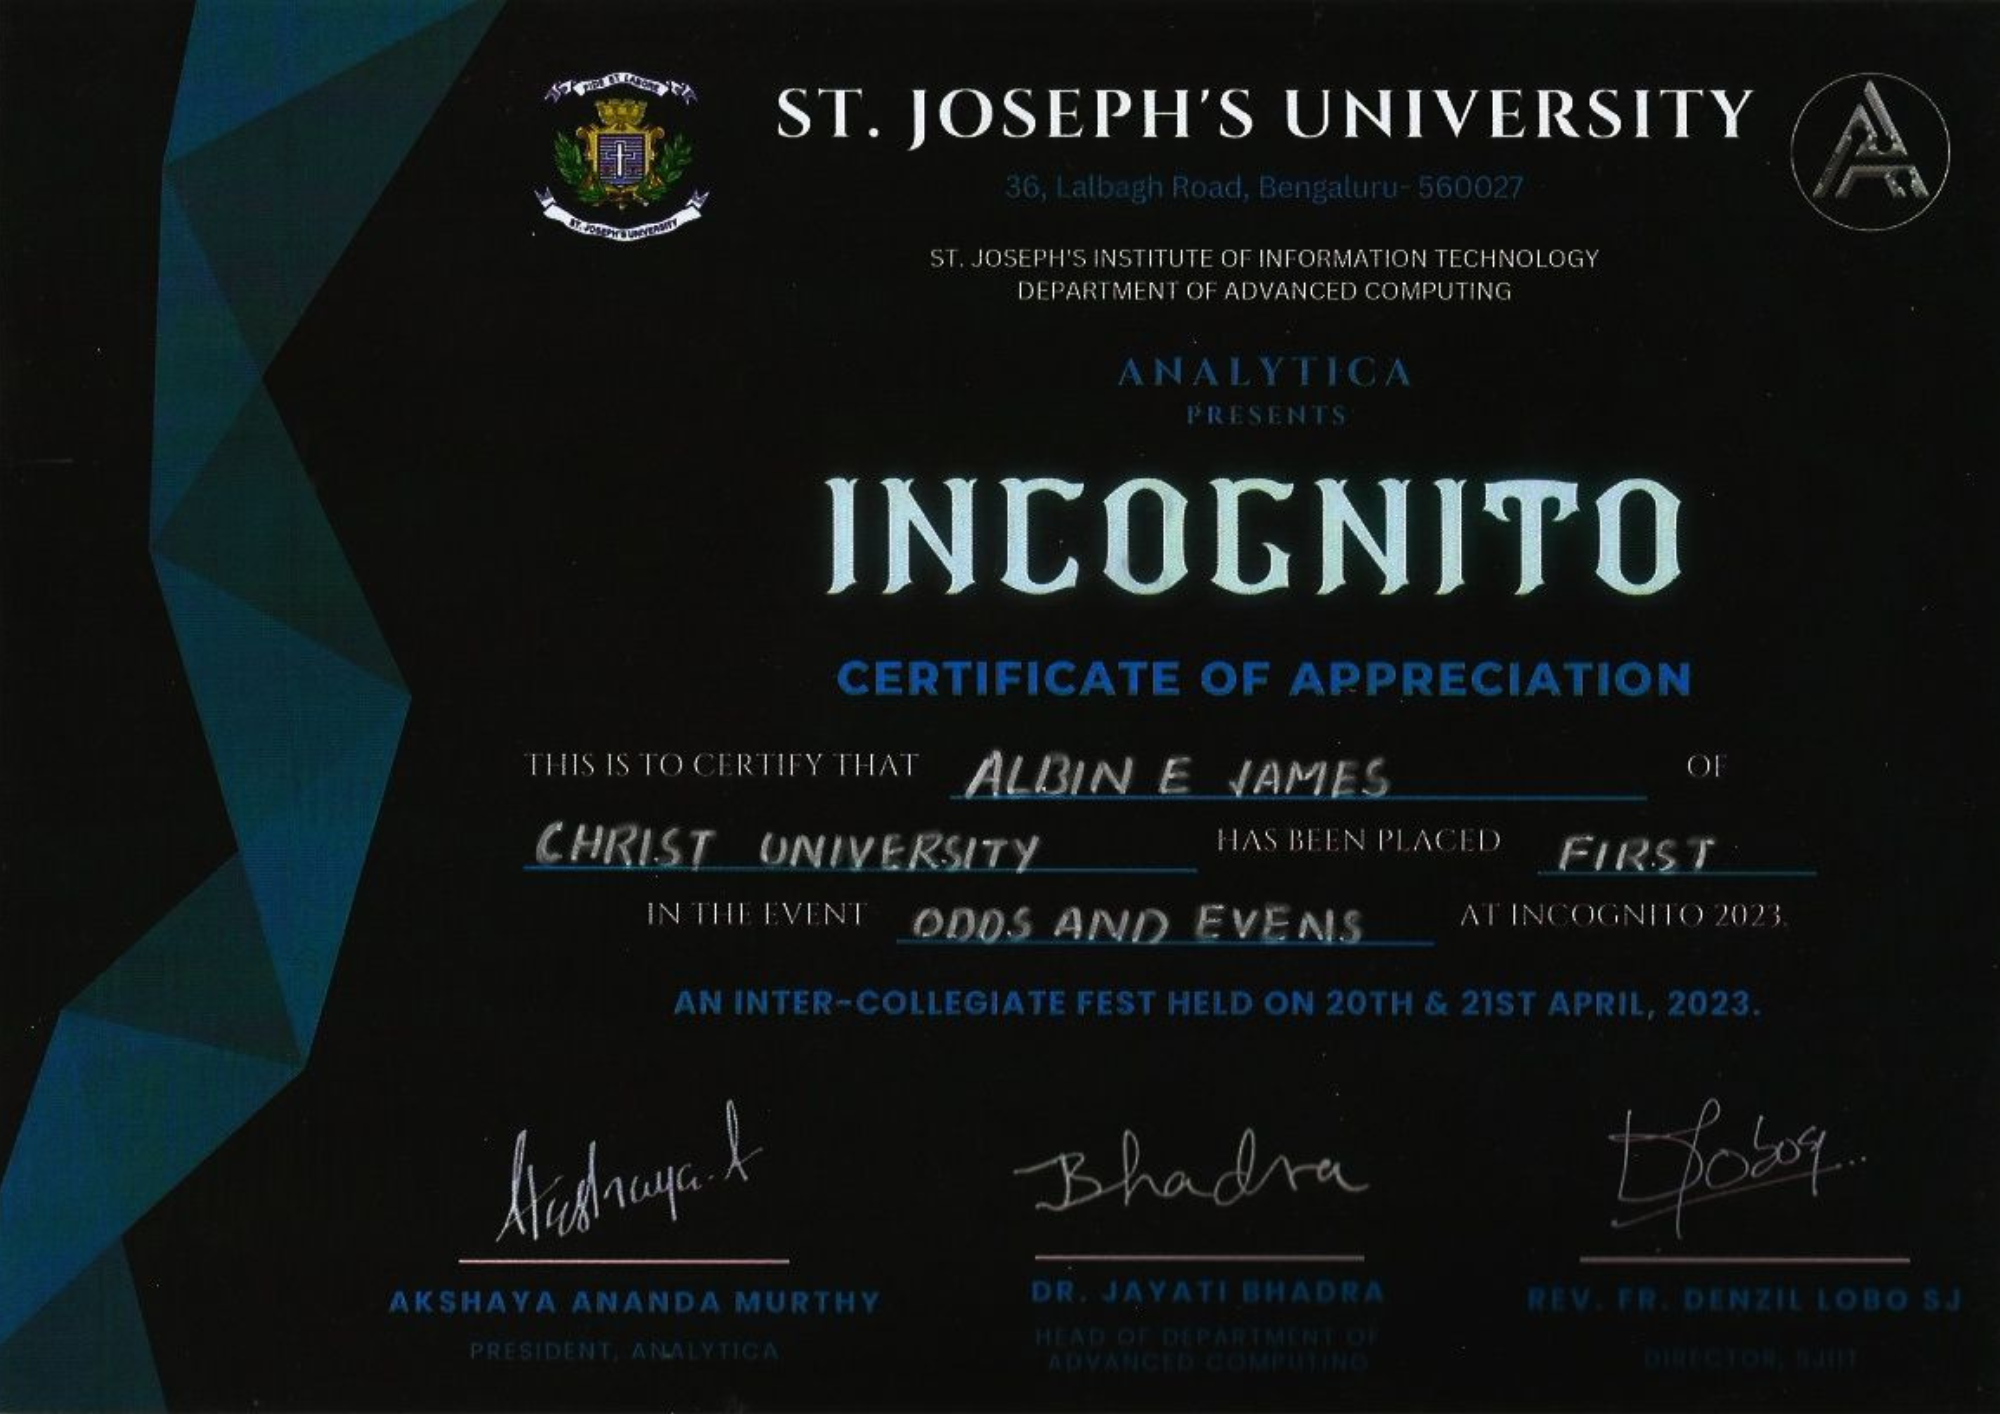 FIDE ET LABORE
ST. JOSEPH'S UNIVERSITY
ST. JOSEPH'S UNIVERSITY
36, Lalbagh Road, Bengaluru- 560027
ST. JOSEPH'S INSTITUTE OF INFORMATION TECHNOLOGY
DEPARTMENT OF ADVANCED COMPUTING
ANALYTICA
PRESENTS
INCOGNITO
CERTIFICATE OF APPRECIATION
THIS IS TO CERTIFY THAT ALBIN E JAMES OF
CHRIST UNIVERSITY HAS BEEN PLACED FIRST
IN THE EVENT ODDS AND EVENS AT INCOGNITO 2023.
AN INTER-COLLEGIATE FEST HELD ON 20TH & 21ST APRIL, 2023.
Akshaya.A Bhadra DLobosj
AKSHAYA ANANDA MURTHY
PRESIDENT, ANALYTICA
DR. JAYATI BHADRA
HEAD OF DEPARTMENT OF
ADVANCED COMPUTING
REV. FR. DENZIL LOBO SJ
DIRECTOR, SJIIT